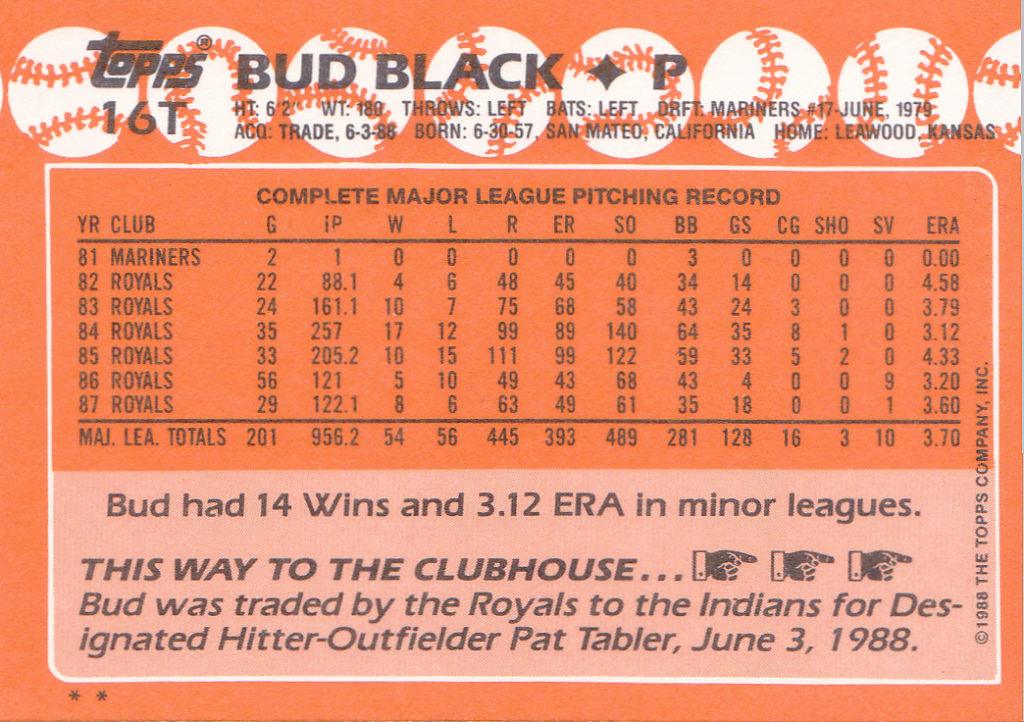 topps®
BUD BLACK ✦ P
16T
HT: 6'2" WT: 180 THROWS: LEFT BATS: LEFT DRFT: MARINERS #17-JUNE, 1979
ACQ: TRADE, 6-3-88 BORN: 6-30-57, SAN MATEO, CALIFORNIA HOME: LEAWOOD, KANSAS
COMPLETE MAJOR LEAGUE PITCHING RECORD
YR CLUB G IP W L R ER SO BB GS CG SHO SV ERA
81 MARINERS 2 1 0 0 0 0 0 3 0 0 0 0 0.00
82 ROYALS 22 88.1 4 6 48 45 40 34 14 0 0 0 4.58
83 ROYALS 24 161.1 10 7 75 68 58 43 24 3 0 0 3.79
84 ROYALS 35 257 17 12 99 89 140 64 35 8 1 0 3.12
85 ROYALS 33 205.2 10 15 111 99 122 59 33 5 2 0 4.33
86 ROYALS 56 121 5 10 49 43 68 43 4 0 0 9 3.20
87 ROYALS 29 122.1 8 6 63 49 61 35 18 0 0 1 3.60
MAJ. LEA. TOTALS 201 956.2 54 56 445 393 489 281 128 16 3 10 3.70
Bud had 14 Wins and 3.12 ERA in minor leagues.
THIS WAY TO THE CLUBHOUSE...
Bud was traded by the Royals to the Indians for Des-
ignated Hitter-Outfielder Pat Tabler, June 3, 1988.
©1988 THE TOPPS COMPANY, INC.
* *